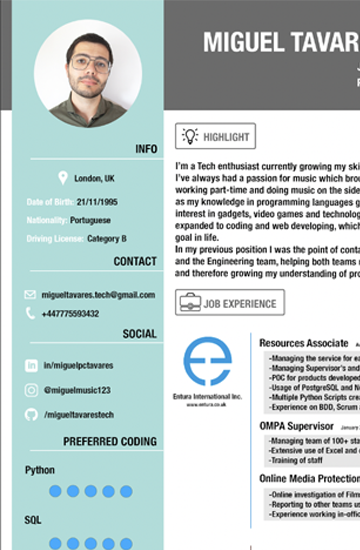 MIGUEL TAVAR
INFO
London, UK
Date of Birth: 21/11/1995
Nationality: Portuguese
Driving License: Category B
CONTACT
migueltavares.tech@gmail.com
+447775593432
SOCIAL
in/miguelpctavares
@miguelmusic123
/migueltavarestech
PREFERRED CODING
Python
SQL
HIGHLIGHT
I'm a Tech enthusiast currently growing my ski
I've always had a passion for music which brou
working part-time and doing music on the side
as my knowledge in programming languages g
interest in gadgets, video games and technolog
expanded to coding and web developing, which
goal in life.
In my previous position I was the point of conta
and the Engineering team, helping both teams
and therefore growing my understanding of pro
JOB EXPERIENCE
Entura International Inc.
www.entura.co.uk
Resources Associate
-Managing the service for ea
-Managing Supervisor's and
-POC for products developed
-Usage of PostgreSQL and N
-Multiple Python Scripts crea
-Experience on BDD, Scrum
OMPA Supervisor January
-Managing team of 100+ sta
-Extensive use of Excel and
-Training of staff
Online Media Protection
-Online investigation of Film
-Reporting to other teams us
-Experience working in-offic